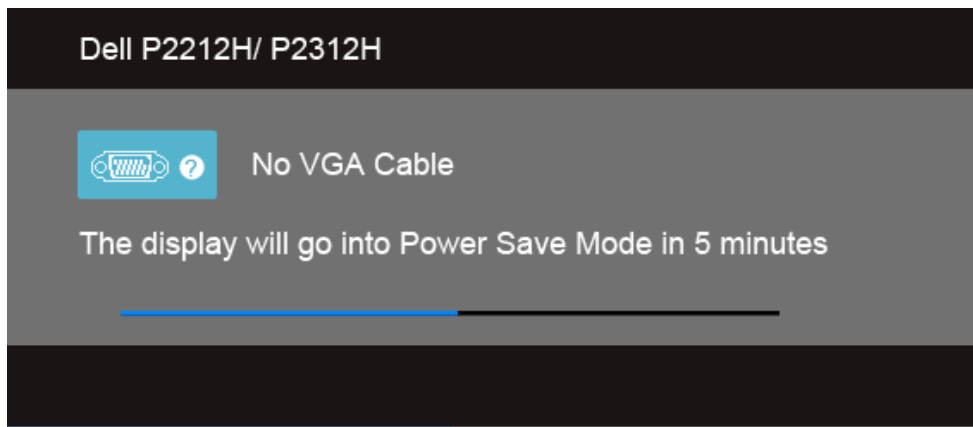 Dell P2212H/ P2312H
No VGA Cable
The display will go into Power Save Mode in 5 minutes